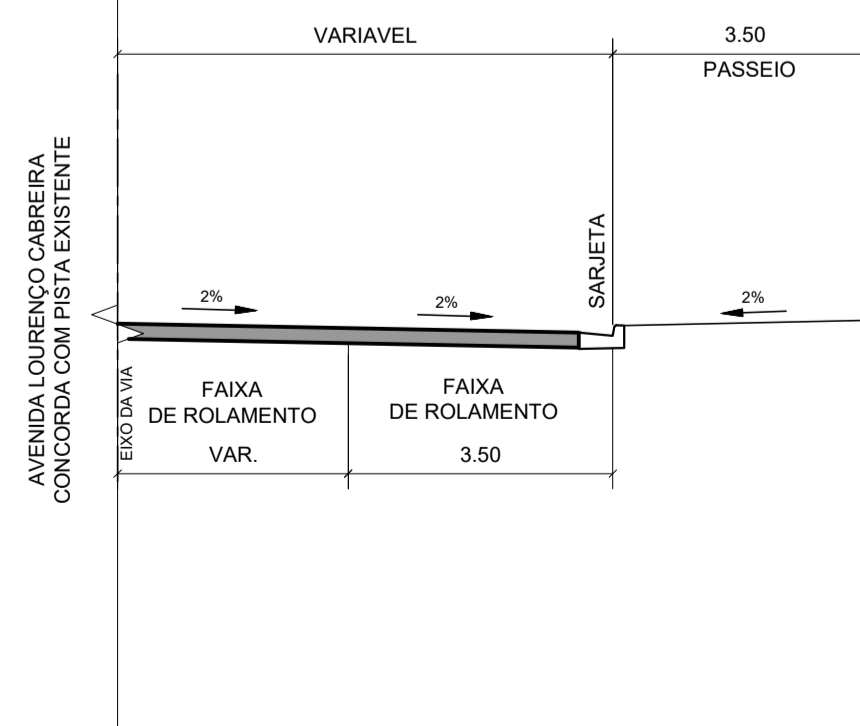 VARIAVEL
3.50
PASSEIO
AVENIDA LOURENÇO CABREIRA
CONCORDA COM PISTA EXISTENTE
SARJETA
2%
2%
2%
EIXO DA VIA
FAIXA
DE ROLAMENTO
VAR.
FAIXA
DE ROLAMENTO
3.50